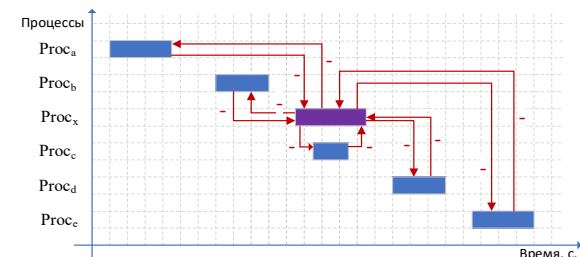 Процессы
Proca
Procb
Procx
Procc
Procd
Proce
Время, с.